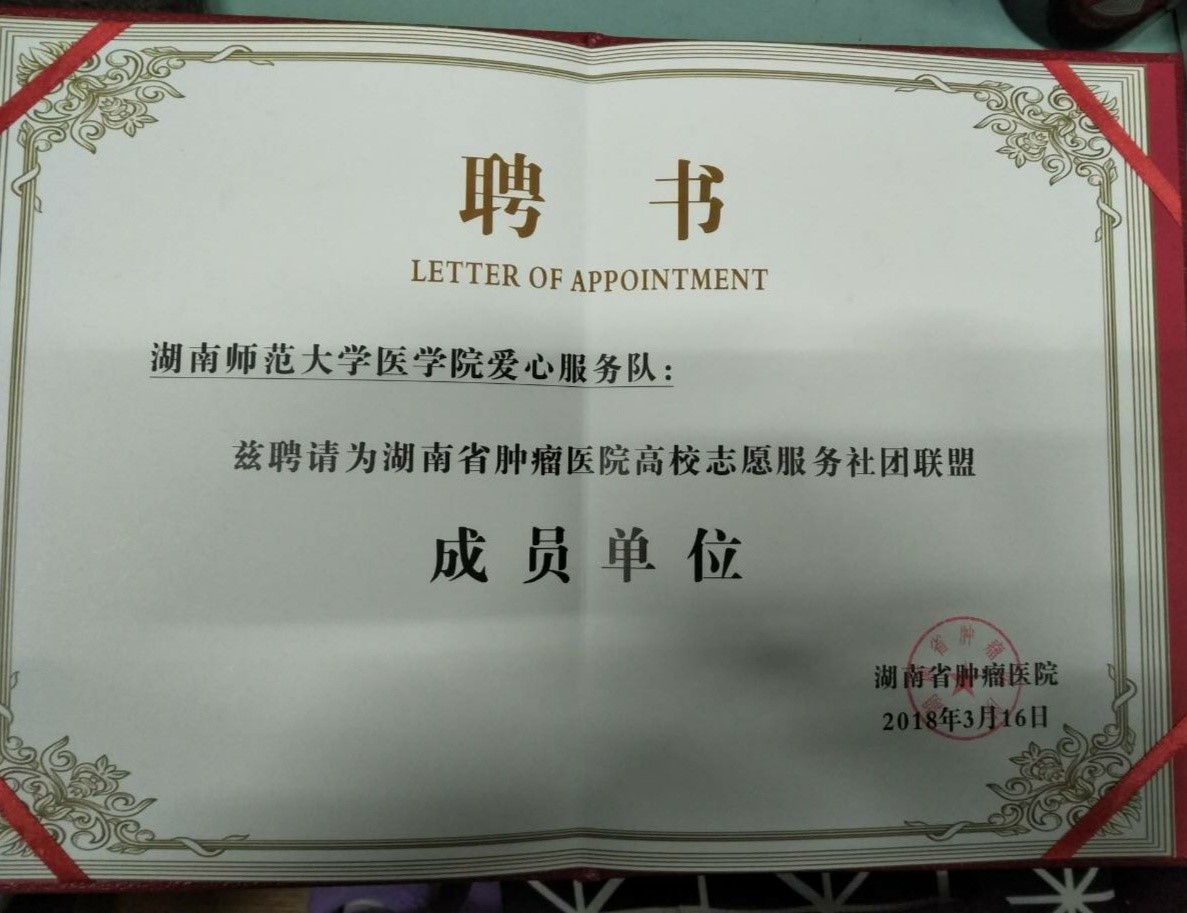 聘 书
LETTER OF APPOINTMENT
湖南师范大学医学院爱心服务队：
兹聘请为湖南省肿瘤医院高校志愿服务社团联盟
成员单位
湖南省肿瘤医院
2018年3月16日